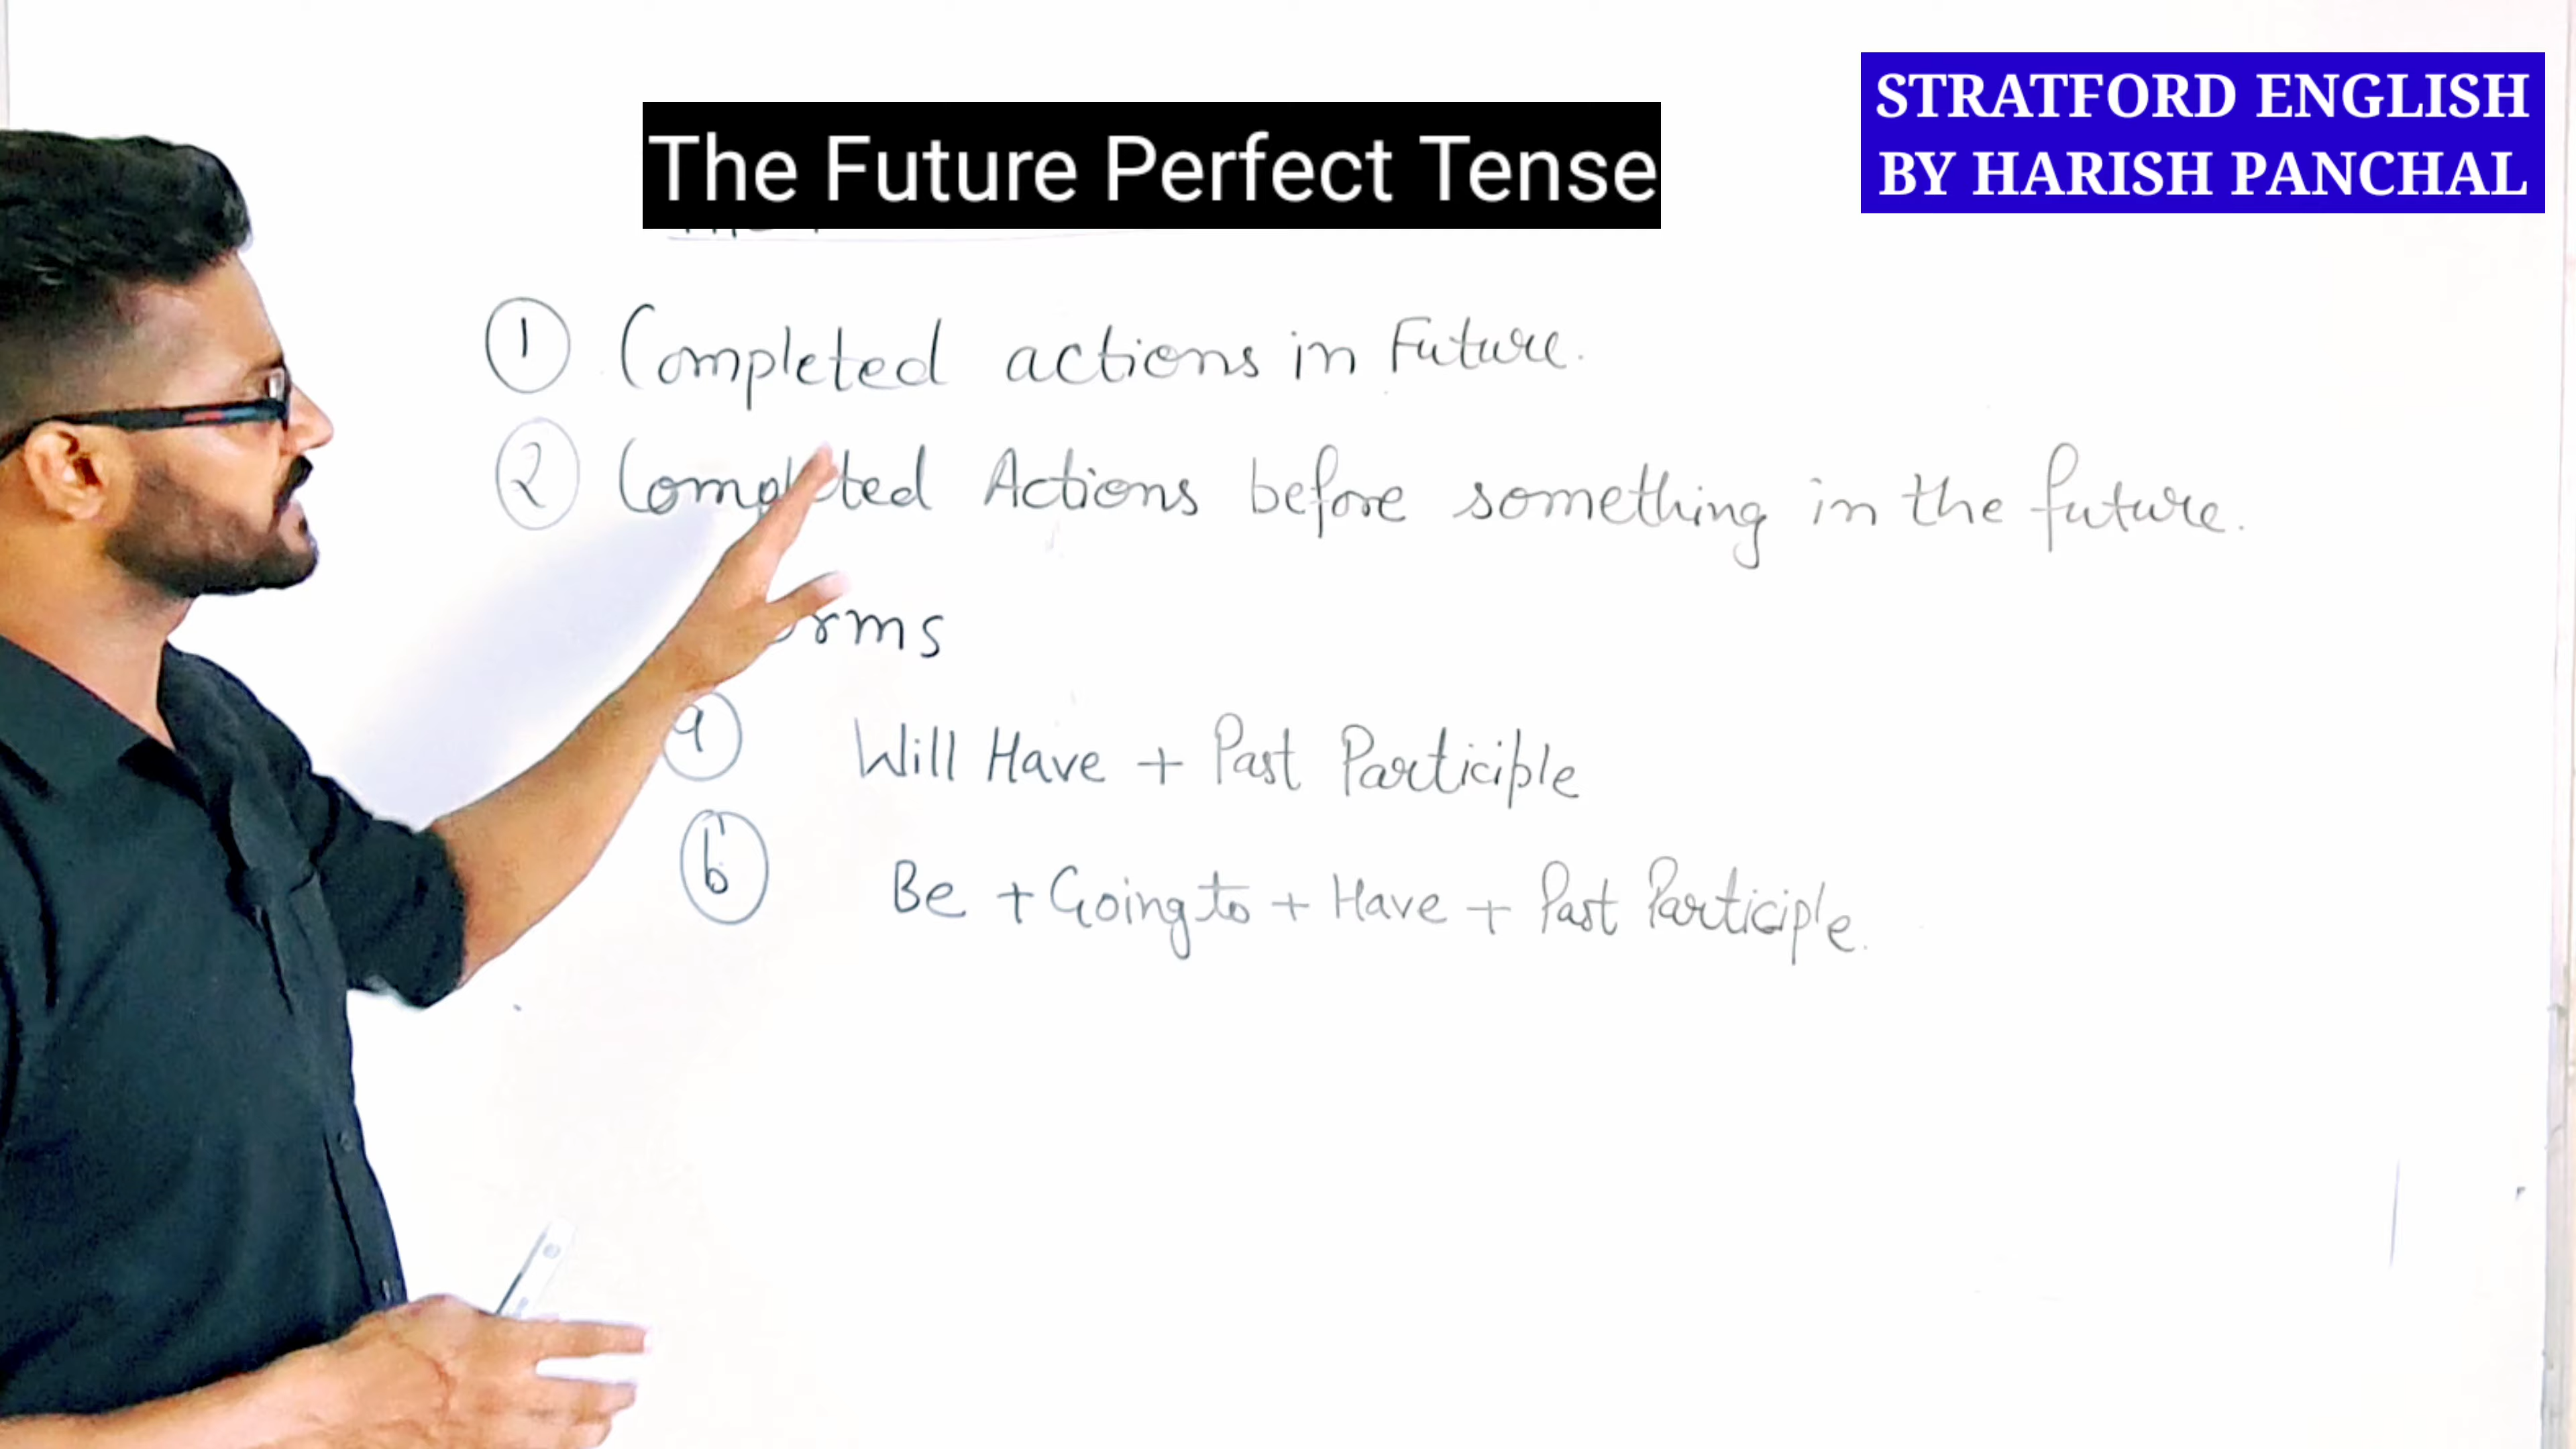 STRATFORD ENGLISH
BY HARISH PANCHAL
The Future Perfect Tense
① Completed actions in Future.
② Completed Actions before something in the future.
ⓐ Will Have + Past Participle
ⓑ Be + Going to + Have + Past Participle.